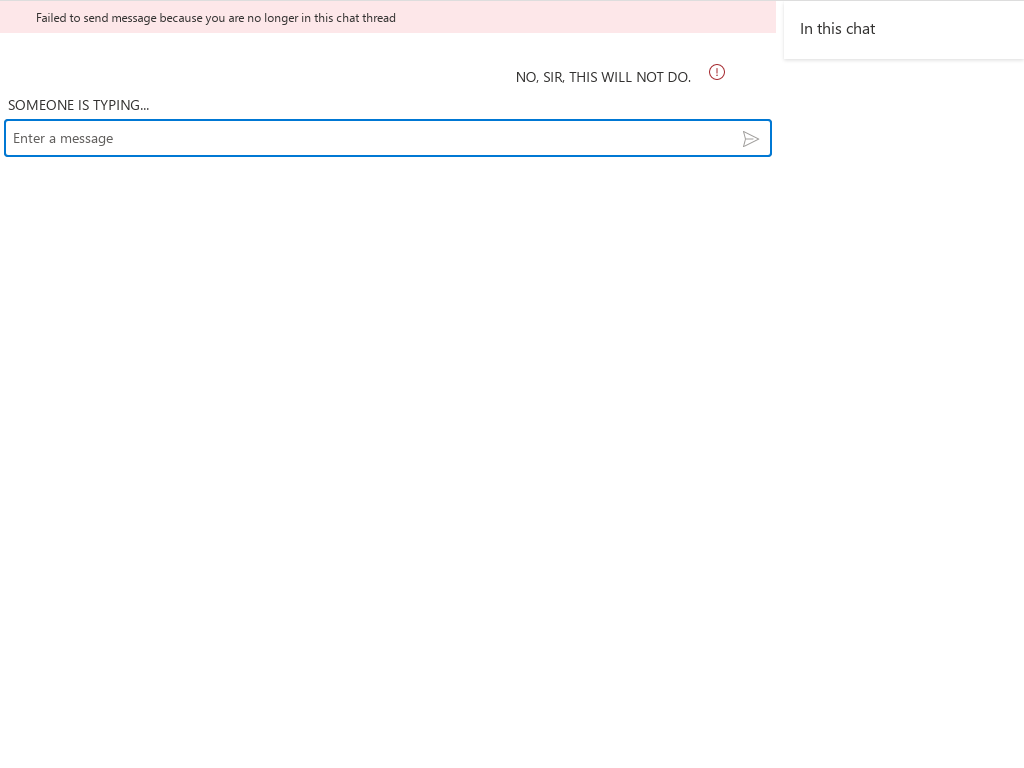 Failed to send message because you are no longer in this chat thread
In this chat
NO, SIR, THIS WILL NOT DO.
SOMEONE IS TYPING...
Enter a message